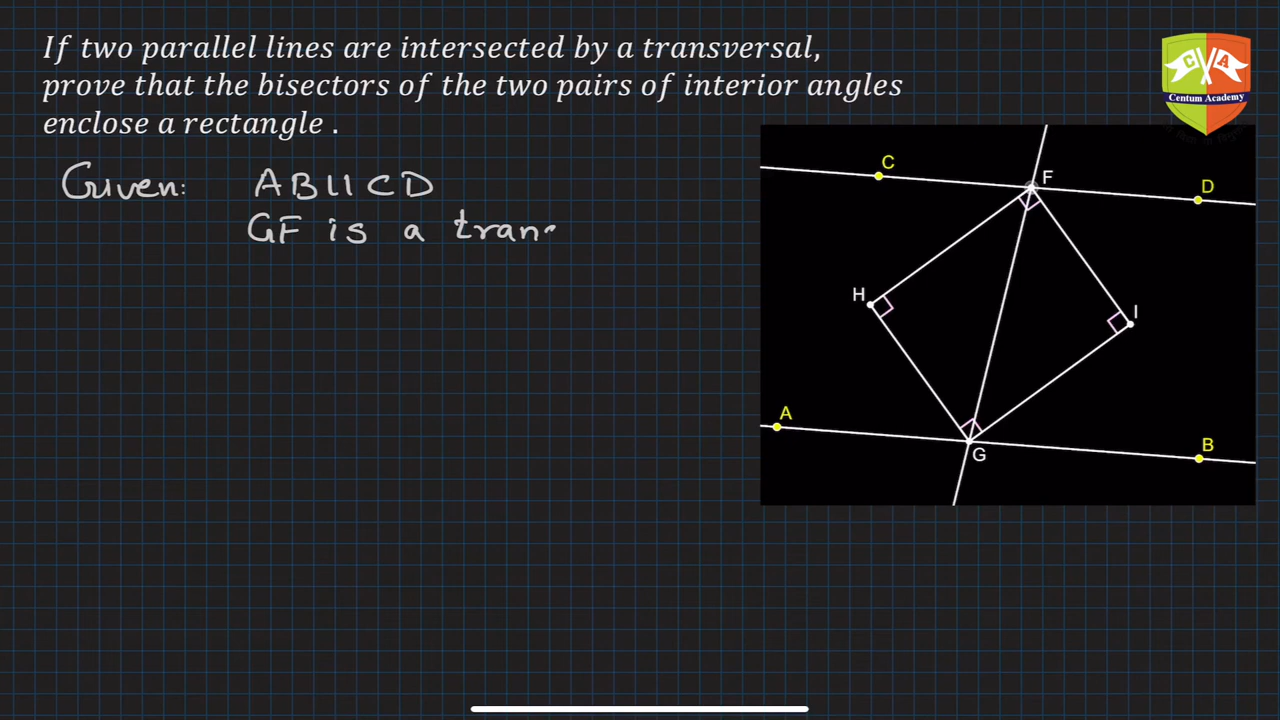 If two parallel lines are intersected by a transversal,
prove that the bisectors of the two pairs of interior angles
enclose a rectangle .
Given: AB || CD
GF is a trans
C A
Centum Academy
C
F
D
H
I
A
G
B